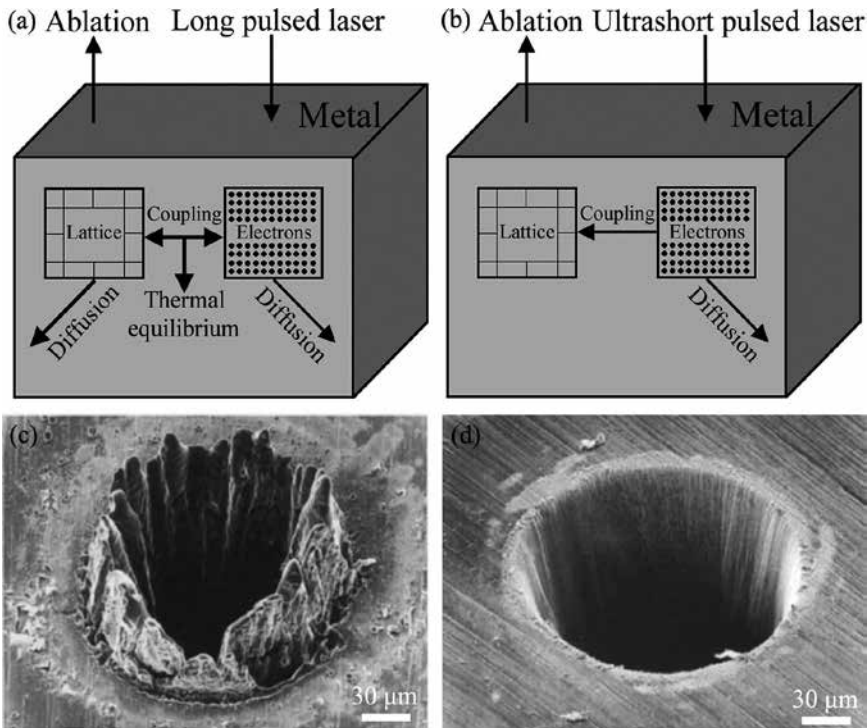 (a) Ablation Long pulsed laser
Metal
Lattice
Coupling
Electrons
Thermal
equilibrium
Diffusion
Diffusion
(b) Ablation Ultrashort pulsed laser
Metal
Lattice
Coupling
Electrons
Diffusion
(c)
30 μm
(d)
30 μm